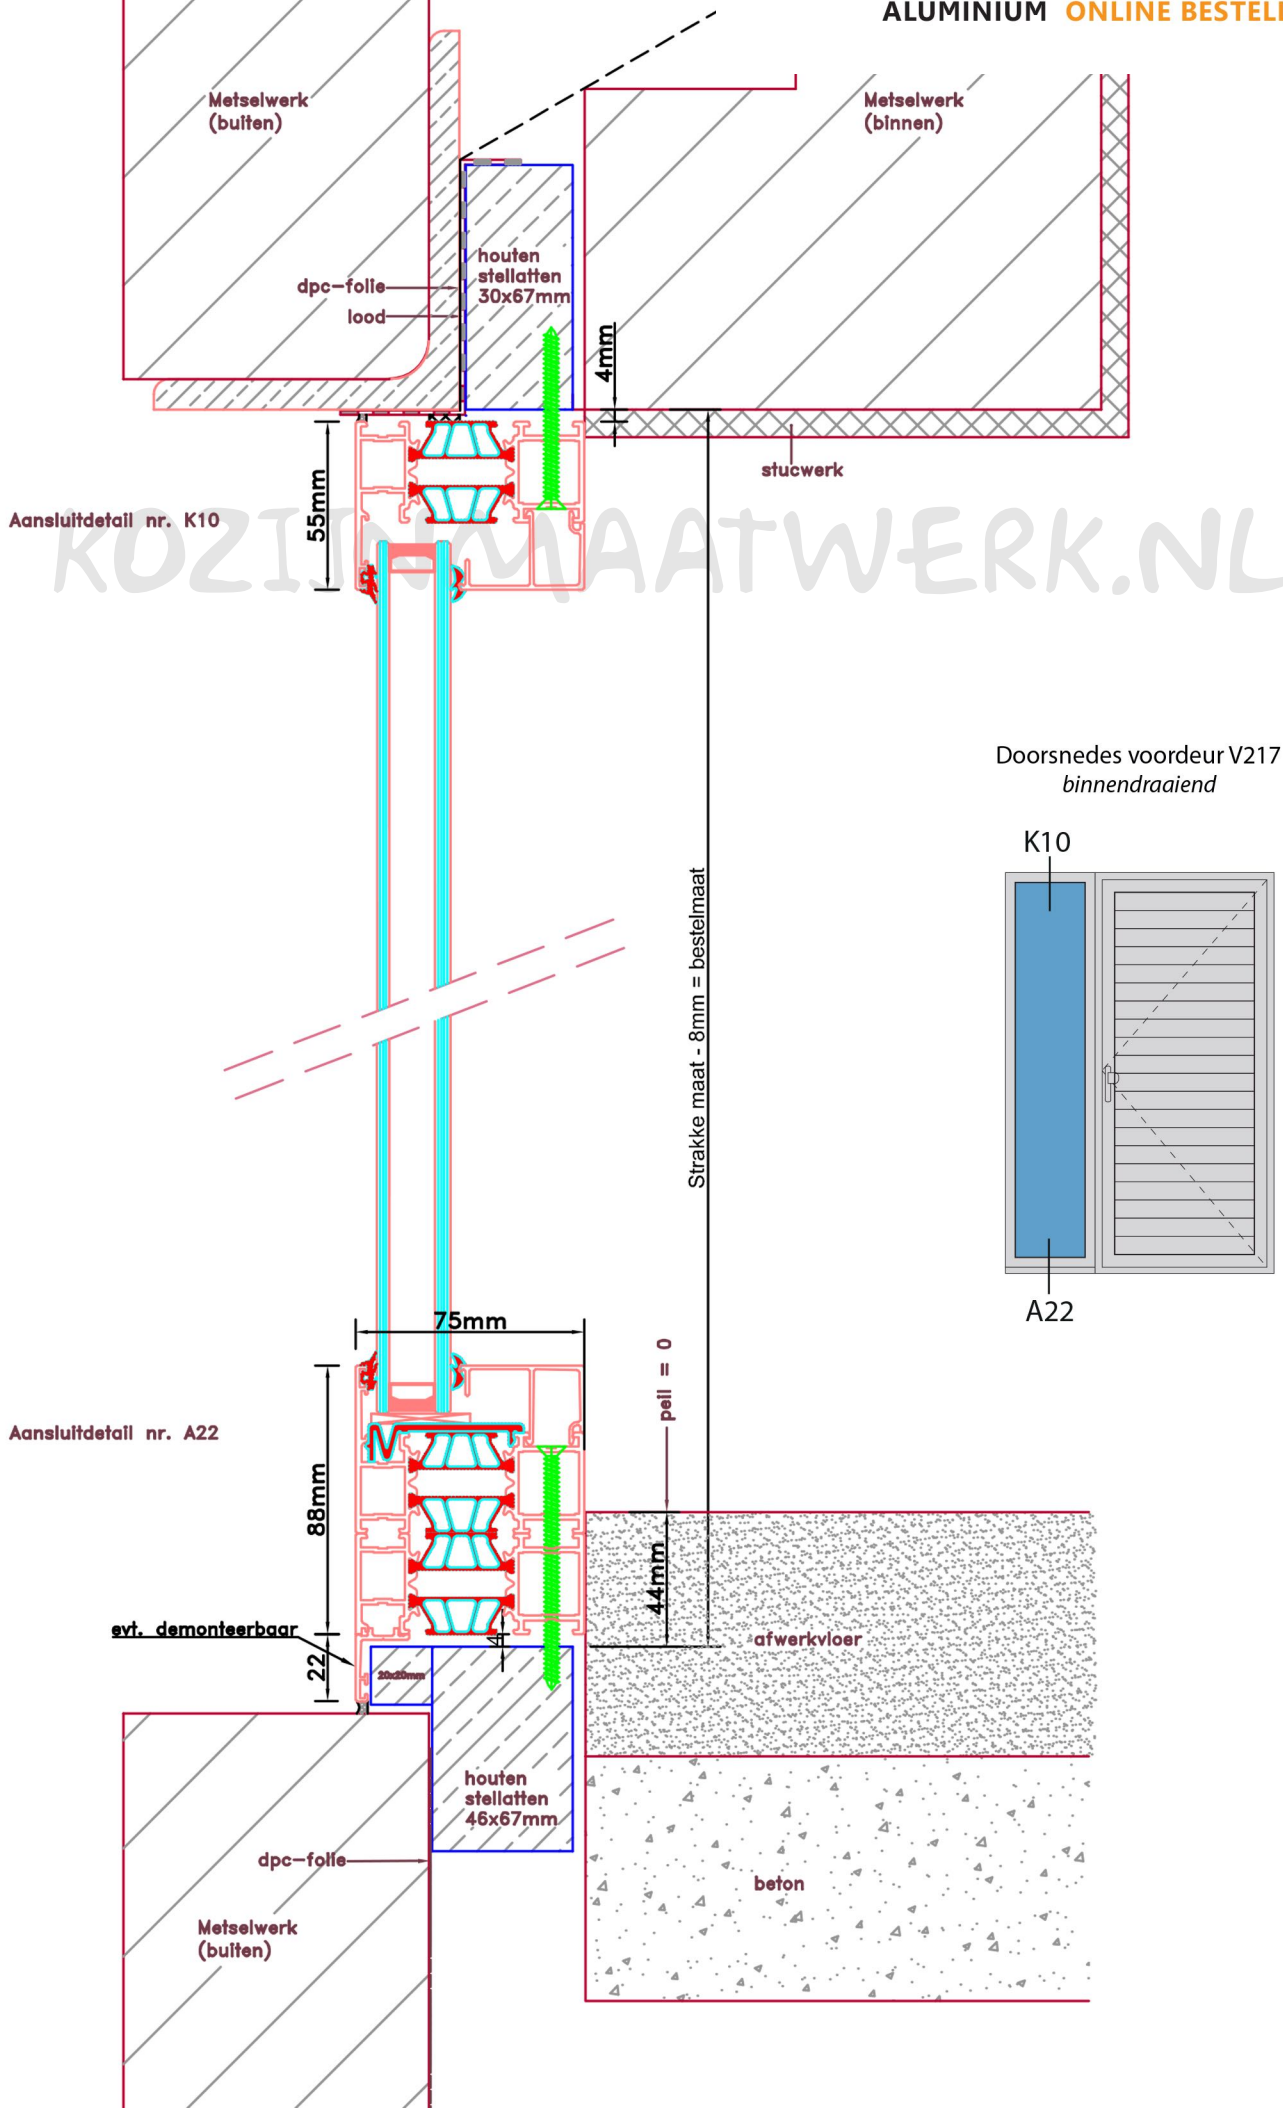 ALUMINIUM ONLINE BESTELL
Metselwerk
(buiten)
Metselwerk
(binnen)
houten
stellatten
30x67mm
dpc-folie
lood
4mm
stucwerk
55mm
Aansluitdetail nr. K10
KOZIJNMAATWERK.NL
Doorsnedes voordeur V217
binnendraaiend
K10
Strakke maat - 8mm = bestelmaat
A22
75mm
peil = 0
Aansluitdetail nr. A22
88mm
44mm
evt. demonteerbaar
4
afwerkvloer
22
20x20mm
houten
stellatten
46x67mm
dpc-folie
beton
Metselwerk
(buiten)